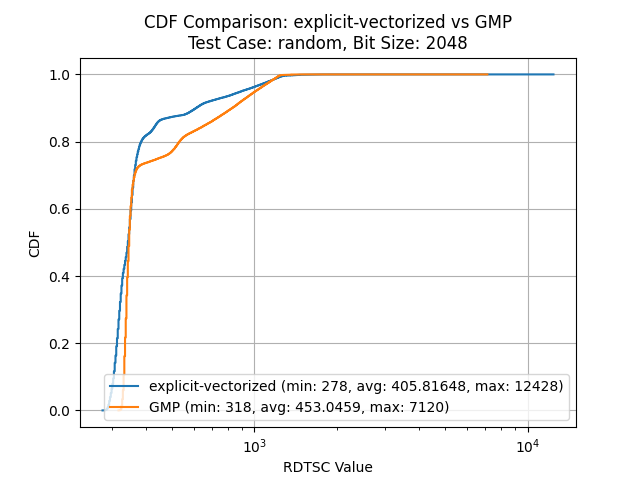 CDF Comparison: explicit-vectorized vs GMP
Test Case: random, Bit Size: 2048
1.0
0.8
0.6
0.4
0.2
0.0
CDF
explicit-vectorized (min: 278, avg: 405.81648, max: 12428)
GMP (min: 318, avg: 453.0459, max: 7120)
10³
10⁴
RDTSC Value